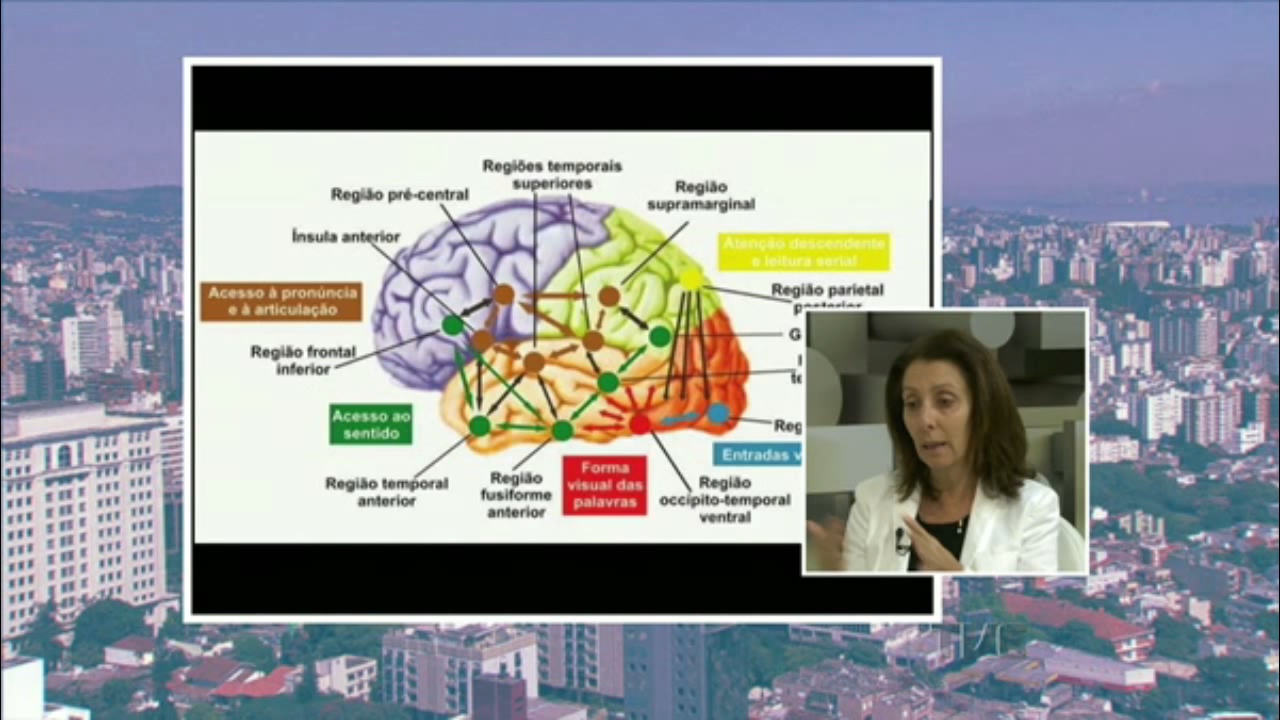 Regiões temporais
superiores
Região pré-central
Região
supramarginal
Ínsula anterior
Atenção descendente
e leitura serial
Acesso à pronúncia
e à articulação
Região parietal
posterior
Região frontal
inferior
Acesso ao
sentido
Entradas
Forma
visual das
palavras
Região temporal
anterior
Região
fusiforme
anterior
Região
occípito-temporal
ventral